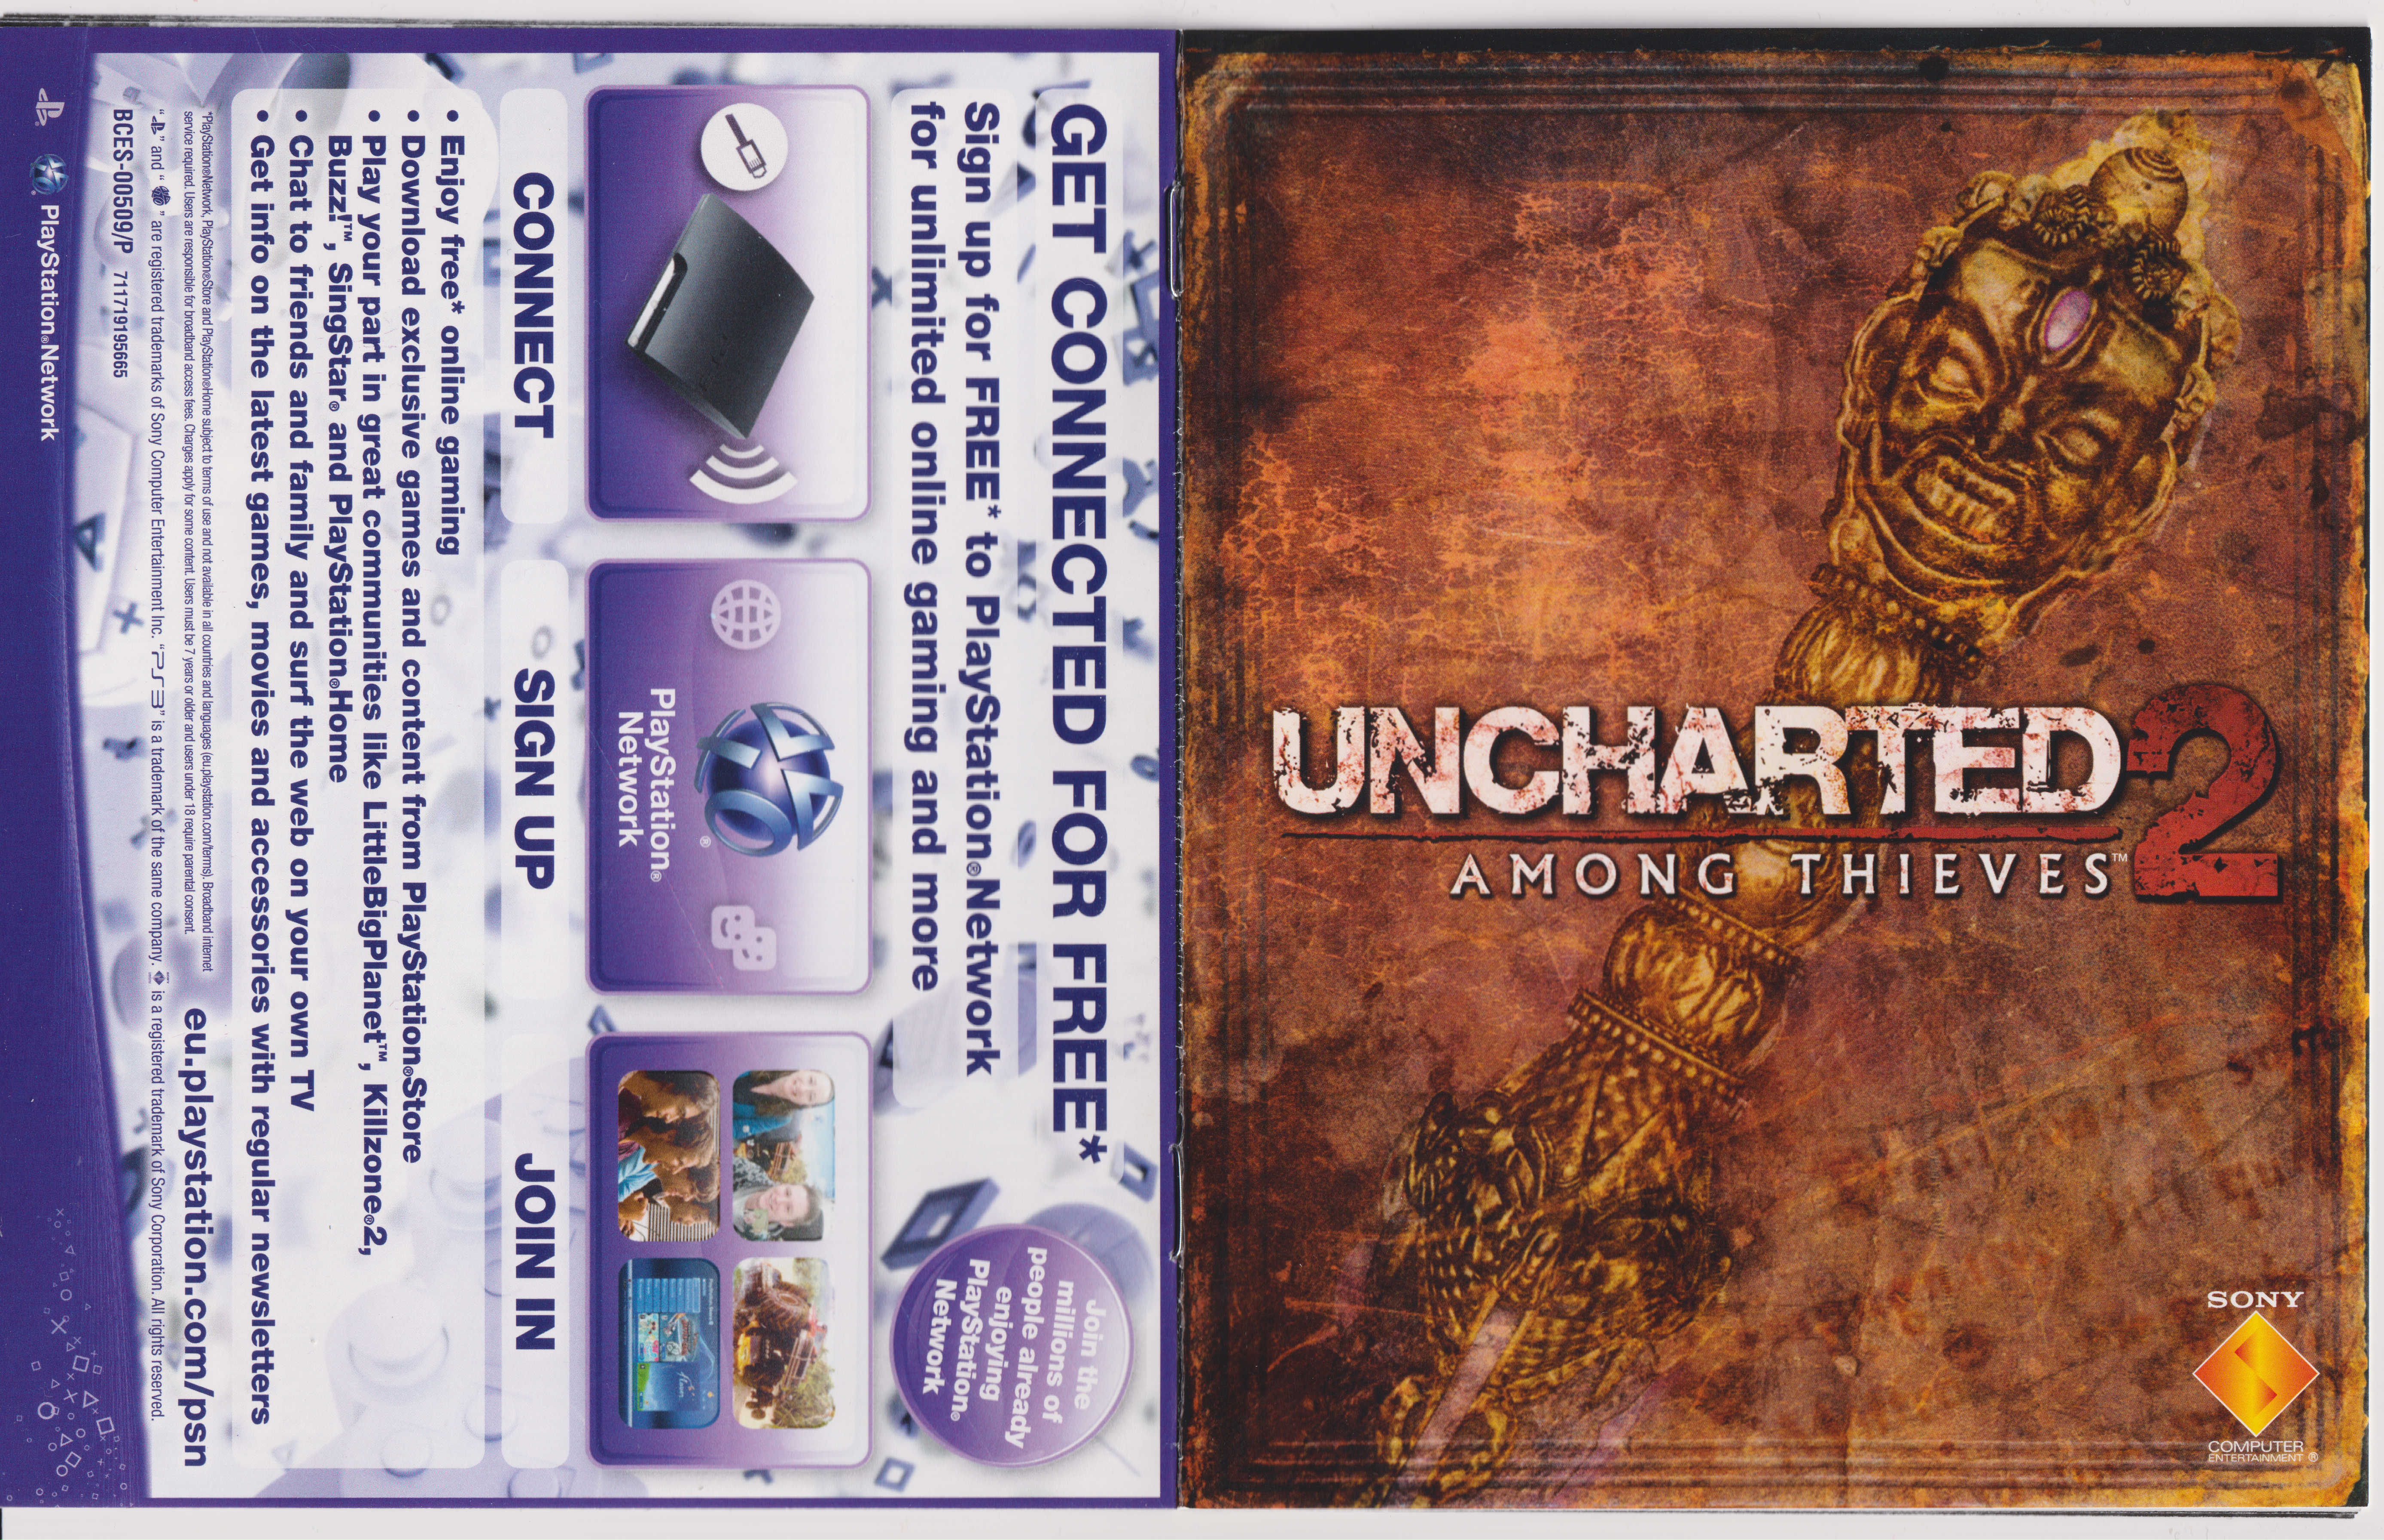 GET CONNECTED FOR FREE*
Sign up for FREE* to PlayStation®Network
for unlimited online gaming and more
Join the
millions of
people already
enjoying
PlayStation®
Network
PlayStation®
Network
CONNECT
SIGN UP
JOIN IN
• Enjoy free* online gaming
• Download exclusive games and content from PlayStation®Store
• Play your part in great communities like LittleBigPlanet™, Killzone®2,
Buzz!™, SingStar® and PlayStation®Home
• Chat to friends and family and surf the web on your own TV
• Get info on the latest games, movies and accessories with regular newsletters
*PlayStation®Network, PlayStation®Store and PlayStation®Home subject to terms of use and not available in all countries and languages (eu.playstation.com/terms). Broadband internet
service required. Users are responsible for broadband access fees. Charges apply for some content. Users must be 7 years or older and users under 18 require parental consent.
eu.playstation.com/psn
" " and " " are registered trademarks of Sony Computer Entertainment Inc. "PS3" is a trademark of the same company. is a registered trademark of Sony Corporation. All rights reserved.
BCES-00509/P 711719195665
PlayStation®Network
UNCHARTED 2
AMONG THIEVES™
SONY
COMPUTER
ENTERTAINMENT ®